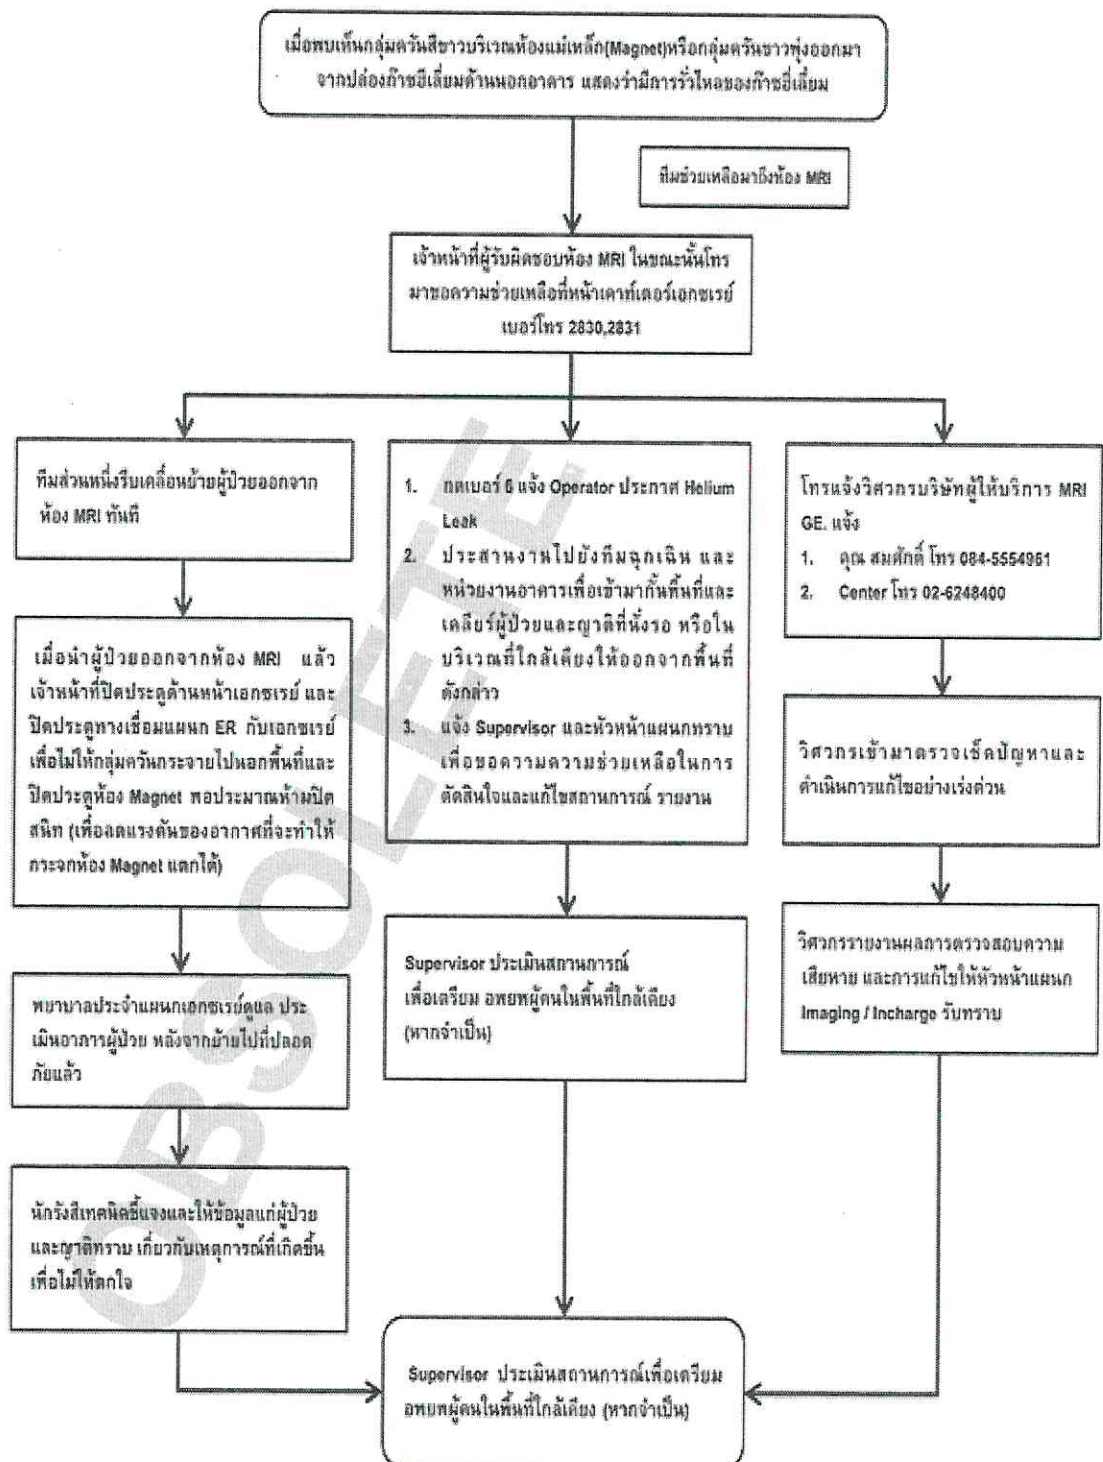 เมื่อพบเห็นกลุ่มควันสีขาวบริเวณห้องแม่เหล็ก(Magnet)หรือกลุ่มควันขาวพุ่งออกมา
จากปล่องก๊าซฮีเลี่ยมด้านนอกอาคาร แสดงว่ามีการรั่วไหลของก๊าซฮีเลี่ยม
ทีมช่วยเหลือมาถึงห้อง MRI
เจ้าหน้าที่ผู้รับผิดชอบห้อง MRI ในขณะนั้นโทร
มาขอความช่วยเหลือที่หน้าเคาท์เตอร์เอกซเรย์
เบอร์โทร 2830,2831
ทีมส่วนหนึ่งรีบเคลื่อนย้ายผู้ป่วยออกจาก
ห้อง MRI ทันที
เมื่อนำผู้ป่วยออกจากห้อง MRI แล้ว
เจ้าหน้าที่ปิดประตูด้านหน้าเอกซเรย์ และ
ปิดประตูทางเชื่อมแผนก ER กับเอกซเรย์
เพื่อไม่ให้กลุ่มควันกระจายไปนอกพื้นที่และ
ปิดประตูห้อง Magnet พอประมาณห้ามปิด
สนิท (เพื่อลดแรงดันของอากาศที่จะทำให้
กระจกห้อง Magnet แตกได้)
พยาบาลประจำแผนกเอกซเรย์ดูแล ประ
เมินอาการผู้ป่วย หลังจากย้ายไปที่ปลอด
ภัยแล้ว
นักรังสีเทคนิคชี้แจงและให้ข้อมูลแก่ผู้ป่วย
และญาติทราบ เกี่ยวกับเหตุการณ์ที่เกิดขึ้น
เพื่อไม่ให้ตกใจ
1. กดเบอร์ 6 แจ้ง Operator ประกาศ Helium
Leak
2. ประสานงานไปยังทีมฉุกเฉิน และ
หน่วยงานอาคารเพื่อเข้ามากั้นพื้นที่และ
เคลียร์ผู้ป่วยและญาติที่นั่งรอ หรือใน
บริเวณที่ใกล้เคียงให้ออกจากพื้นที่
ดังกล่าว
3. แจ้ง Supervisor และหัวหน้าแผนกทราบ
เพื่อขอความความช่วยเหลือในการ
ตัดสินใจและแก้ไขสถานการณ์ รายงาน
Supervisor ประเมินสถานการณ์
เพื่อเตรียม อพยพผู้คนในพื้นที่ใกล้เคียง
(หากจำเป็น)
โทรแจ้งวิศวกรบริษัทผู้ให้บริการ MRI
GE. แจ้ง
1. คุณ สมศักดิ์ โทร 084-5554961
2. Center โทร 02-6248400
วิศวกรเข้ามาตรวจเช็คปัญหาและ
ดำเนินการแก้ไขอย่างเร่งด่วน
วิศวกรรายงานผลการตรวจสอบความ
เสียหาย และการแก้ไขให้หัวหน้าแผนก
Imaging / Incharge รับทราบ
Supervisor ประเมินสถานการณ์เพื่อเตรียม
อพยพผู้คนในพื้นที่ใกล้เคียง (หากจำเป็น)
OBSOLETE